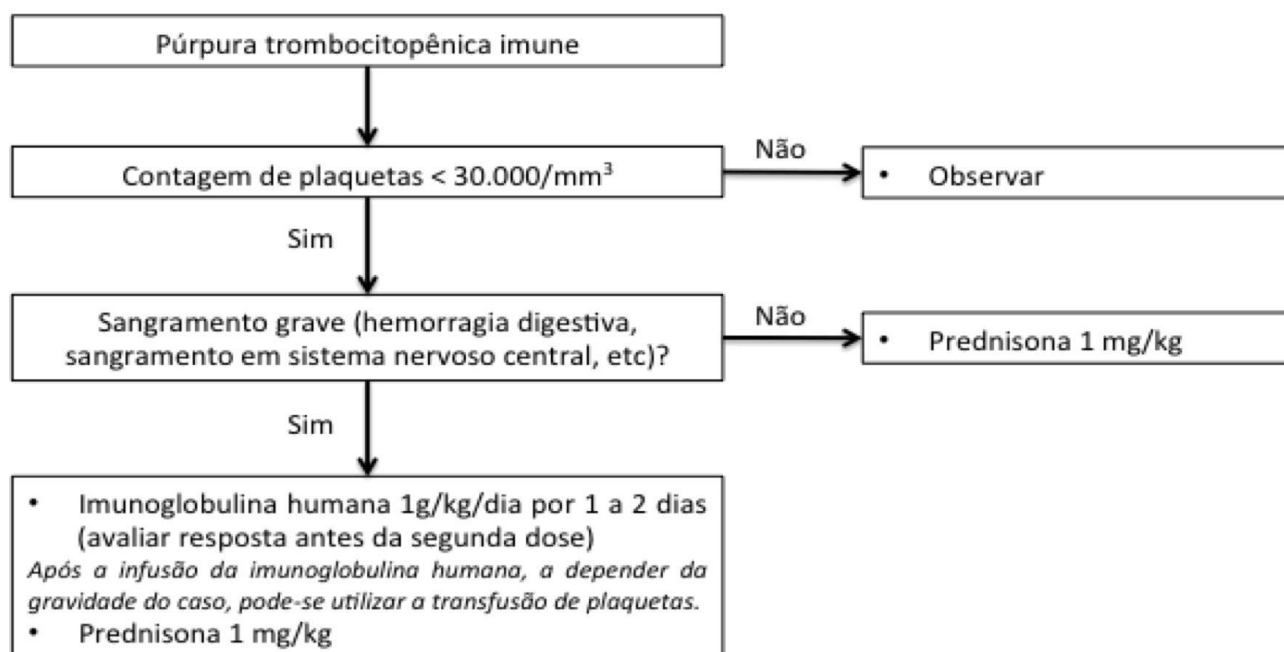 Púrpura trombocitopênica imune
Contagem de plaquetas < 30.000/mm³
Não
• Observar
Sim
Sangramento grave (hemorragia digestiva,
sangramento em sistema nervoso central, etc)?
Não
• Prednisona 1 mg/kg
Sim
• Imunoglobulina humana 1g/kg/dia por 1 a 2 dias
(avaliar resposta antes da segunda dose)
Após a infusão da imunoglobulina humana, a depender da
gravidade do caso, pode-se utilizar a transfusão de plaquetas.
• Prednisona 1 mg/kg